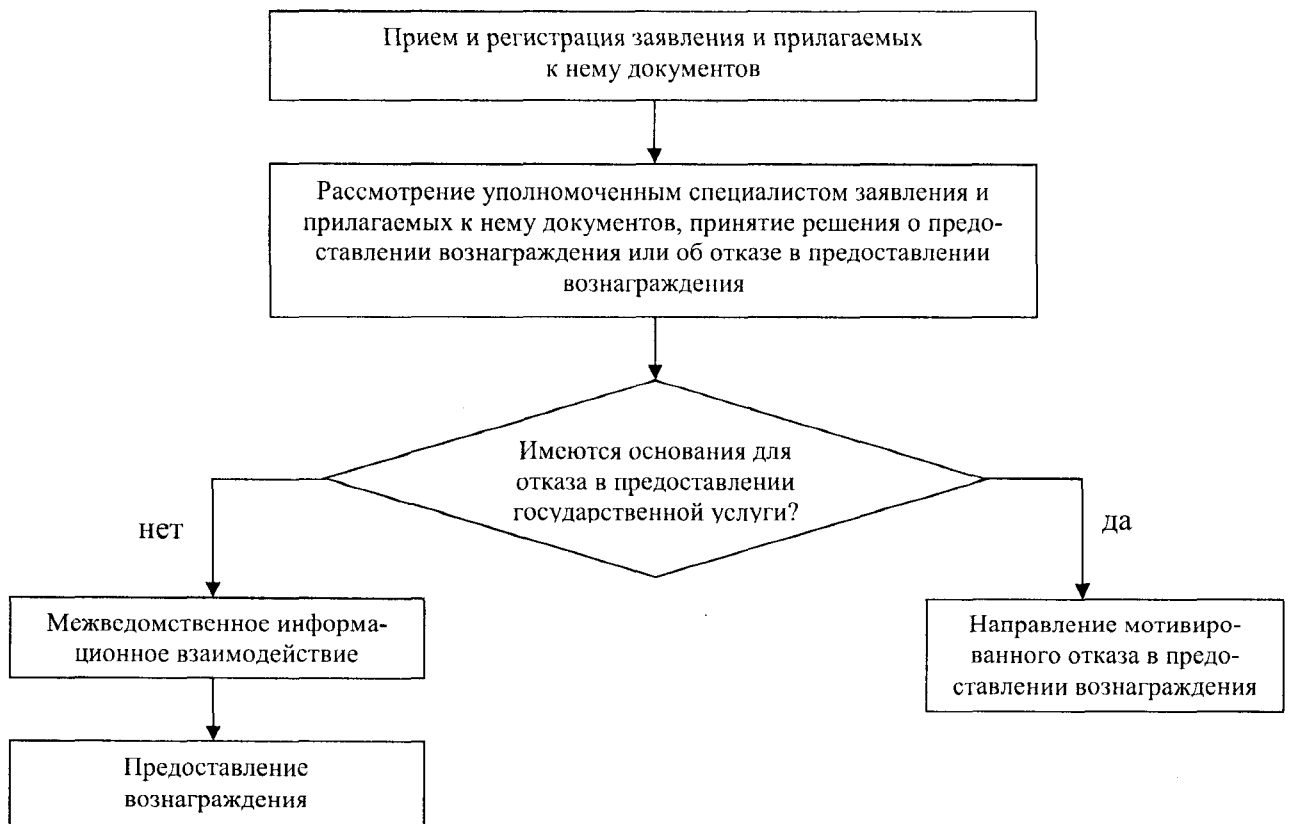 Прием и регистрация заявления и прилагаемых
к нему документов
Рассмотрение уполномоченным специалистом заявления и
прилагаемых к нему документов, принятие решения о предо-
ставлении вознаграждения или об отказе в предоставлении
вознаграждения
Имеются основания для
отказа в предоставлении
государственной услуги?
нет
да
Межведомственное информа-
ционное взаимодействие
Направление мотивиро-
ванного отказа в предо-
ставлении вознаграждения
Предоставление
вознаграждения